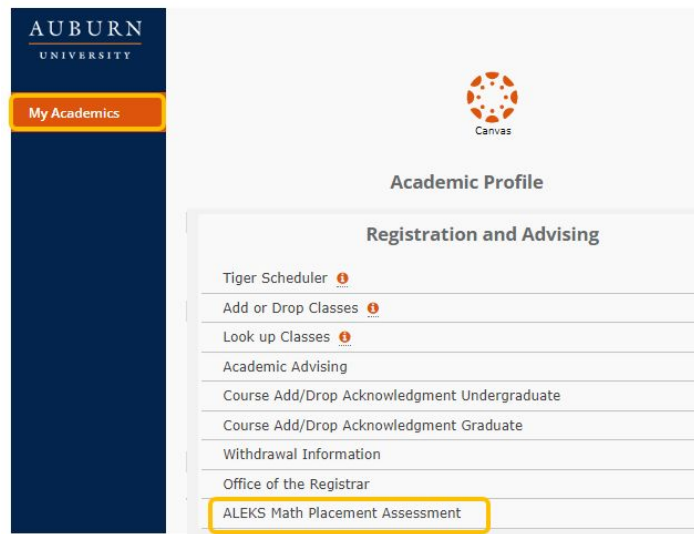 AUBURN
UNIVERSITY
My Academics
Canvas
Academic Profile
Registration and Advising
Tiger Scheduler
Add or Drop Classes
Look up Classes
Academic Advising
Course Add/Drop Acknowledgment Undergraduate
Course Add/Drop Acknowledgment Graduate
Withdrawal Information
Office of the Registrar
ALEKS Math Placement Assessment